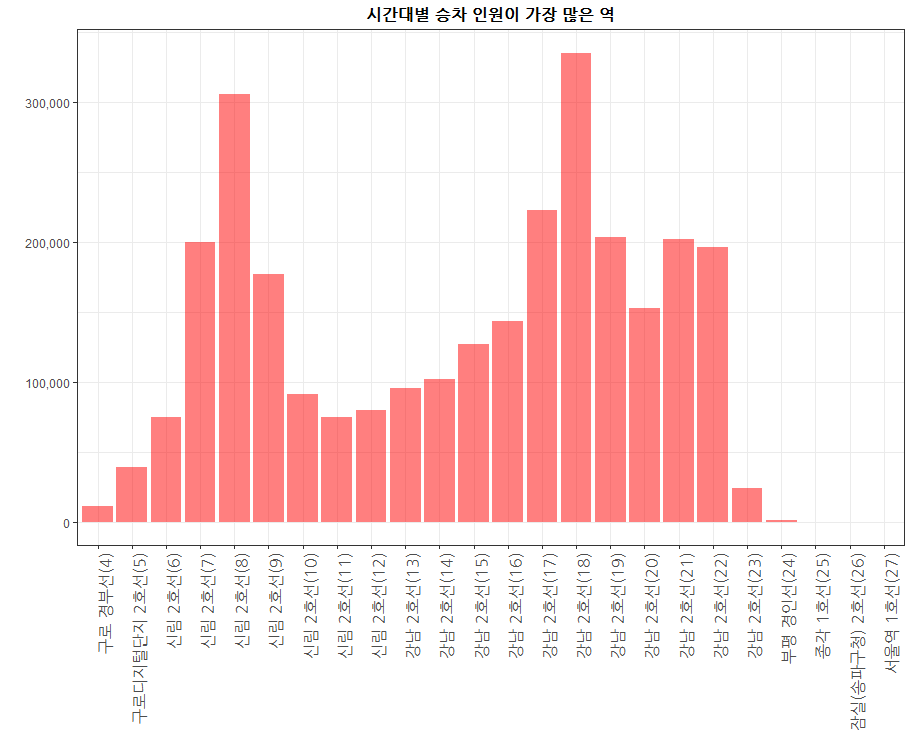 시간대별 승차 인원이 가장 많은 역
300,000
200,000
100,000
0
구로 경부선(4)
구로디지털단지 2호선(5)
신림 2호선(6)
신림 2호선(7)
신림 2호선(8)
신림 2호선(9)
신림 2호선(10)
신림 2호선(11)
신림 2호선(12)
강남 2호선(13)
강남 2호선(14)
강남 2호선(15)
강남 2호선(16)
강남 2호선(17)
강남 2호선(18)
강남 2호선(19)
강남 2호선(20)
강남 2호선(21)
강남 2호선(22)
강남 2호선(23)
부평 경인선(24)
종각 1호선(25)
잠실(송파구청) 2호선(26)
서울역 1호선(27)